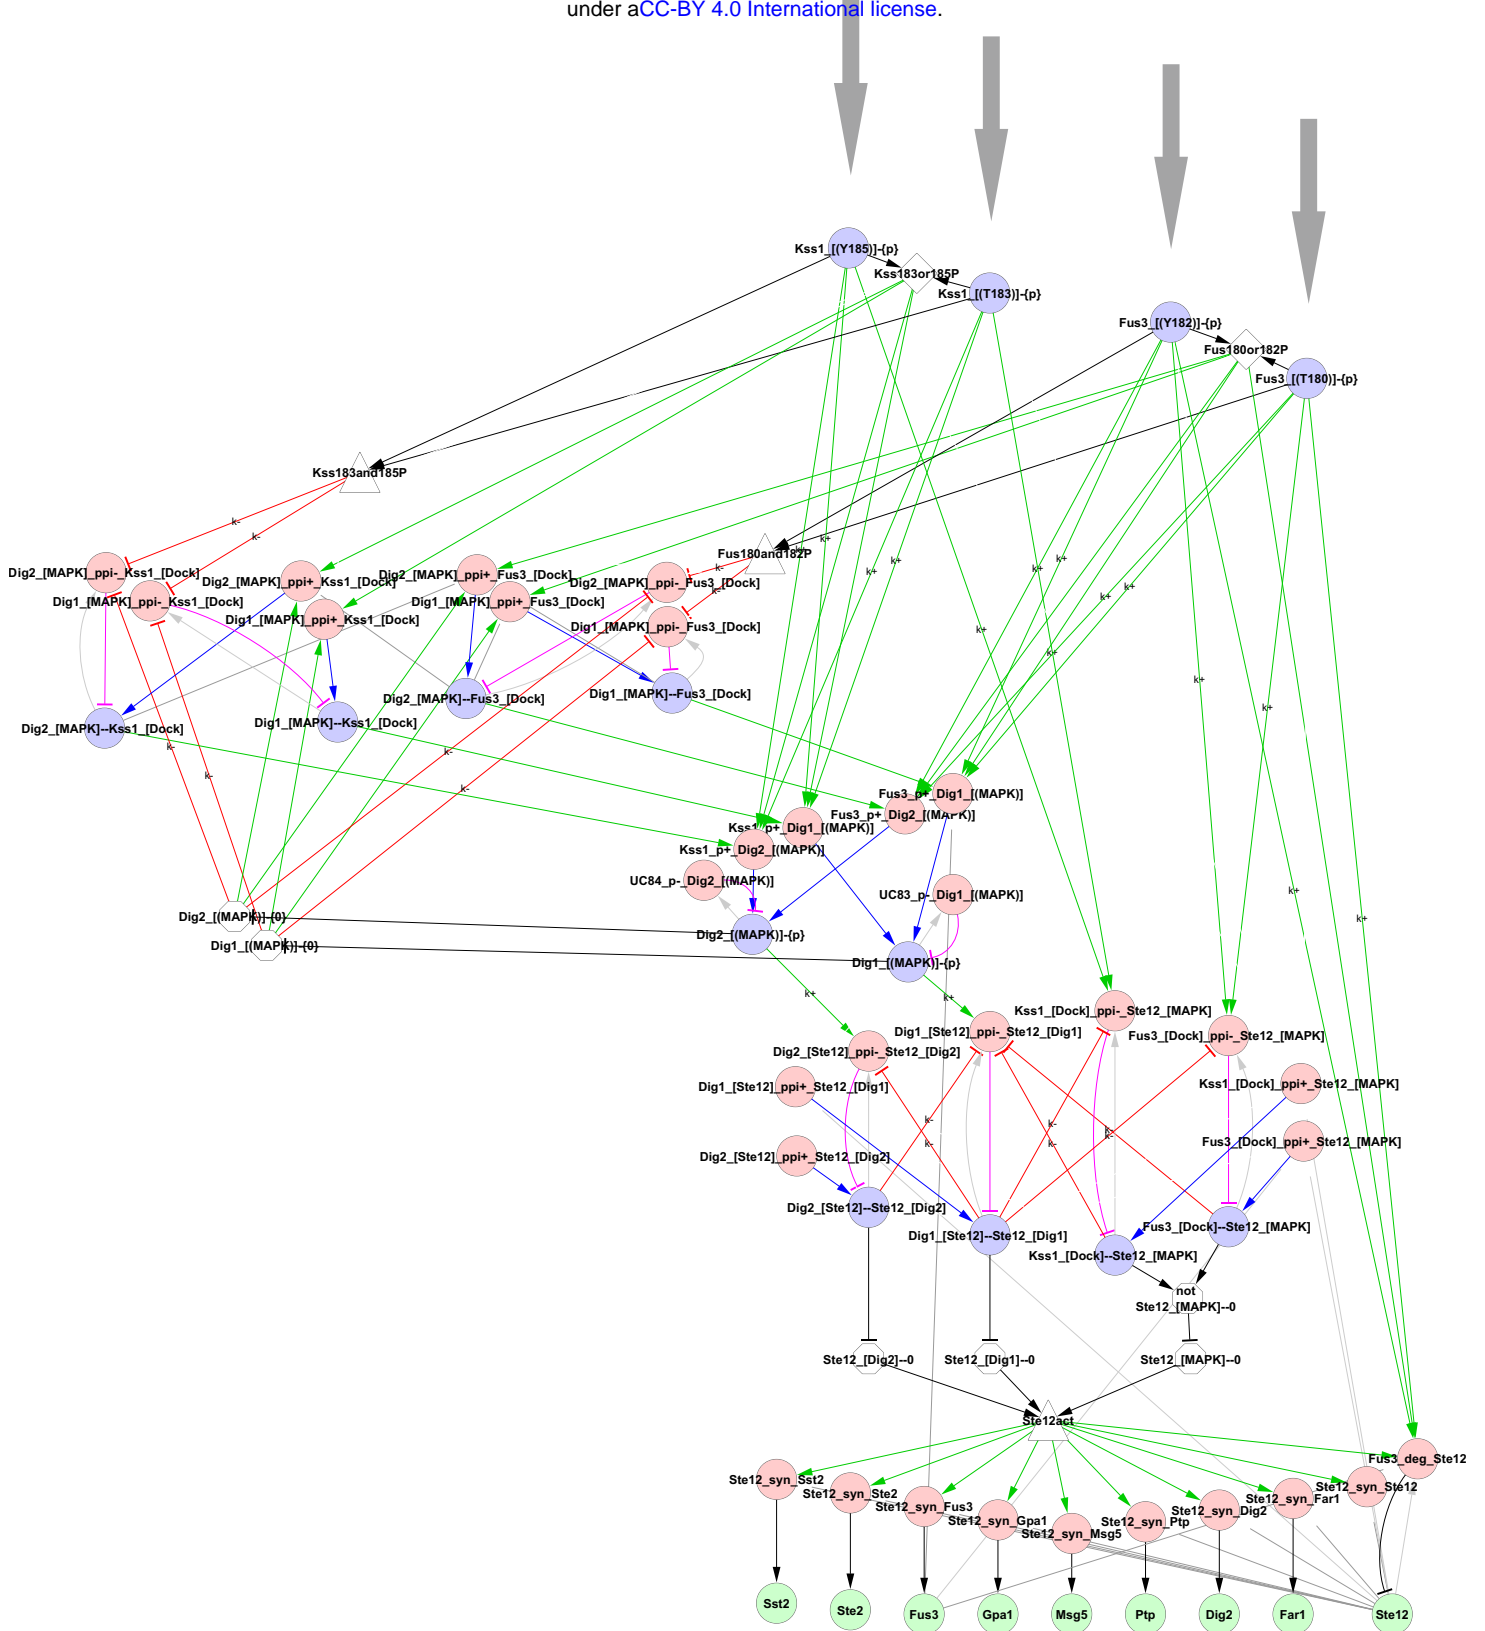 under aCC-BY 4.0 International license.
Kss1_[(Y185)]-{p}
Kss183or185P
Kss1_[(T183)]-{p}
Fus3_[(Y182)]-{p}
Fus180or182P
Fus3_[(T180)]-{p}
Kss183and185P
k-
k-
Fus180and182P
k+
k+
k+
k+
k+
k+
k+
k+
k+
Dig2_[MAPK]_ppi-_Kss1_[Dock]
Dig1_[MAPK]_ppi-_Kss1_[Dock]
Dig2_[MAPK]_ppi+_Kss1_[Dock]
Dig1_[MAPK]_ppi+_Kss1_[Dock]
Dig2_[MAPK]_ppi+_Fus3_[Dock]
Dig1_[MAPK]_ppi+_Fus3_[Dock]
k-
Dig2_[MAPK]_ppi-_Fus3_[Dock]
k-
Dig1_[MAPK]_ppi-_Fus3_[Dock]
k+
k+
k+
k+
Dig2_[MAPK]--Kss1_[Dock]
Dig1_[MAPK]--Kss1_[Dock]
Dig2_[MAPK]--Fus3_[Dock]
Dig1_[MAPK]--Fus3_[Dock]
k-
k-
k-
k-
Fus3_p+_Dig1_[(MAPK)]
Fus3_p+_Dig2_[(MAPK)]
Kss1_p+_Dig1_[(MAPK)]
Kss1_p+_Dig2_[(MAPK)]
UC84_p-_Dig2_[(MAPK)]
UC83_p-_Dig1_[(MAPK)]
k+
k+
Dig2_[(MAPK)]-{0}
Dig1_[(MAPK)]-{0}
Dig2_[(MAPK)]-{p}
Dig1_[(MAPK)]-{p}
k+
k+
Kss1_[Dock]_ppi-_Ste12_[MAPK]
Dig1_[Ste12]_ppi-_Ste12_[Dig1]
Fus3_[Dock]_ppi-_Ste12_[MAPK]
Dig2_[Ste12]_ppi-_Ste12_[Dig2]
Dig1_[Ste12]_ppi+_Ste12_[Dig1]
Kss1_[Dock]_ppi+_Ste12_[MAPK]
k-
k-
k-
k-
k-
k-
Fus3_[Dock]_ppi+_Ste12_[MAPK]
Dig2_[Ste12]_ppi+_Ste12_[Dig2]
Dig2_[Ste12]--Ste12_[Dig2]
Dig1_[Ste12]--Ste12_[Dig1]
Fus3_[Dock]--Ste12_[MAPK]
Kss1_[Dock]--Ste12_[MAPK]
not
Ste12_[MAPK]--0
Ste12_[Dig2]--0
Ste12_[Dig1]--0
Ste12_[MAPK]--0
Ste12act
Fus3_deg_Ste12
Ste12_syn_Sst2
Ste12_syn_Ste2
Ste12_syn_Fus3
Ste12_syn_Gpa1
Ste12_syn_Msg5
Ste12_syn_Ptp
Ste12_syn_Dig2
Ste12_syn_Far1
Ste12_syn_Ste12
Sst2
Ste2
Fus3
Gpa1
Msg5
Ptp
Dig2
Far1
Ste12